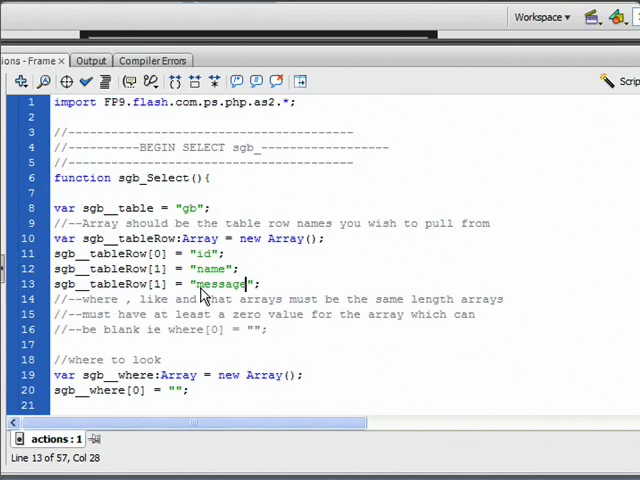 Workspace
ons - Frame × Output Compiler Errors
Scrip
1 import FP9.flash.com.ps.php.as2.*;
2
3 //--------------------------------------
4 //----------BEGIN SELECT sgb_-----------------
5 //--------------------------------------
6 function sgb_Select(){
7
8 var sgb__table = "gb";
9 //--Array should be the table row names you wish to pull from
10 var sgb__tableRow:Array = new Array();
11 sgb__tableRow[0] = "id";
12 sgb__tableRow[1] = "name";
13 sgb__tableRow[1] = "message";
14 //--where , like and that arrays must be the same length arrays
15 //--must have at least a zero value for the array which can
16 //--be blank ie where[0] = "";
17
18 //where to look
19 var sgb__where:Array = new Array();
20 sgb__where[0] = "";
21
actions : 1
Line 13 of 57, Col 28